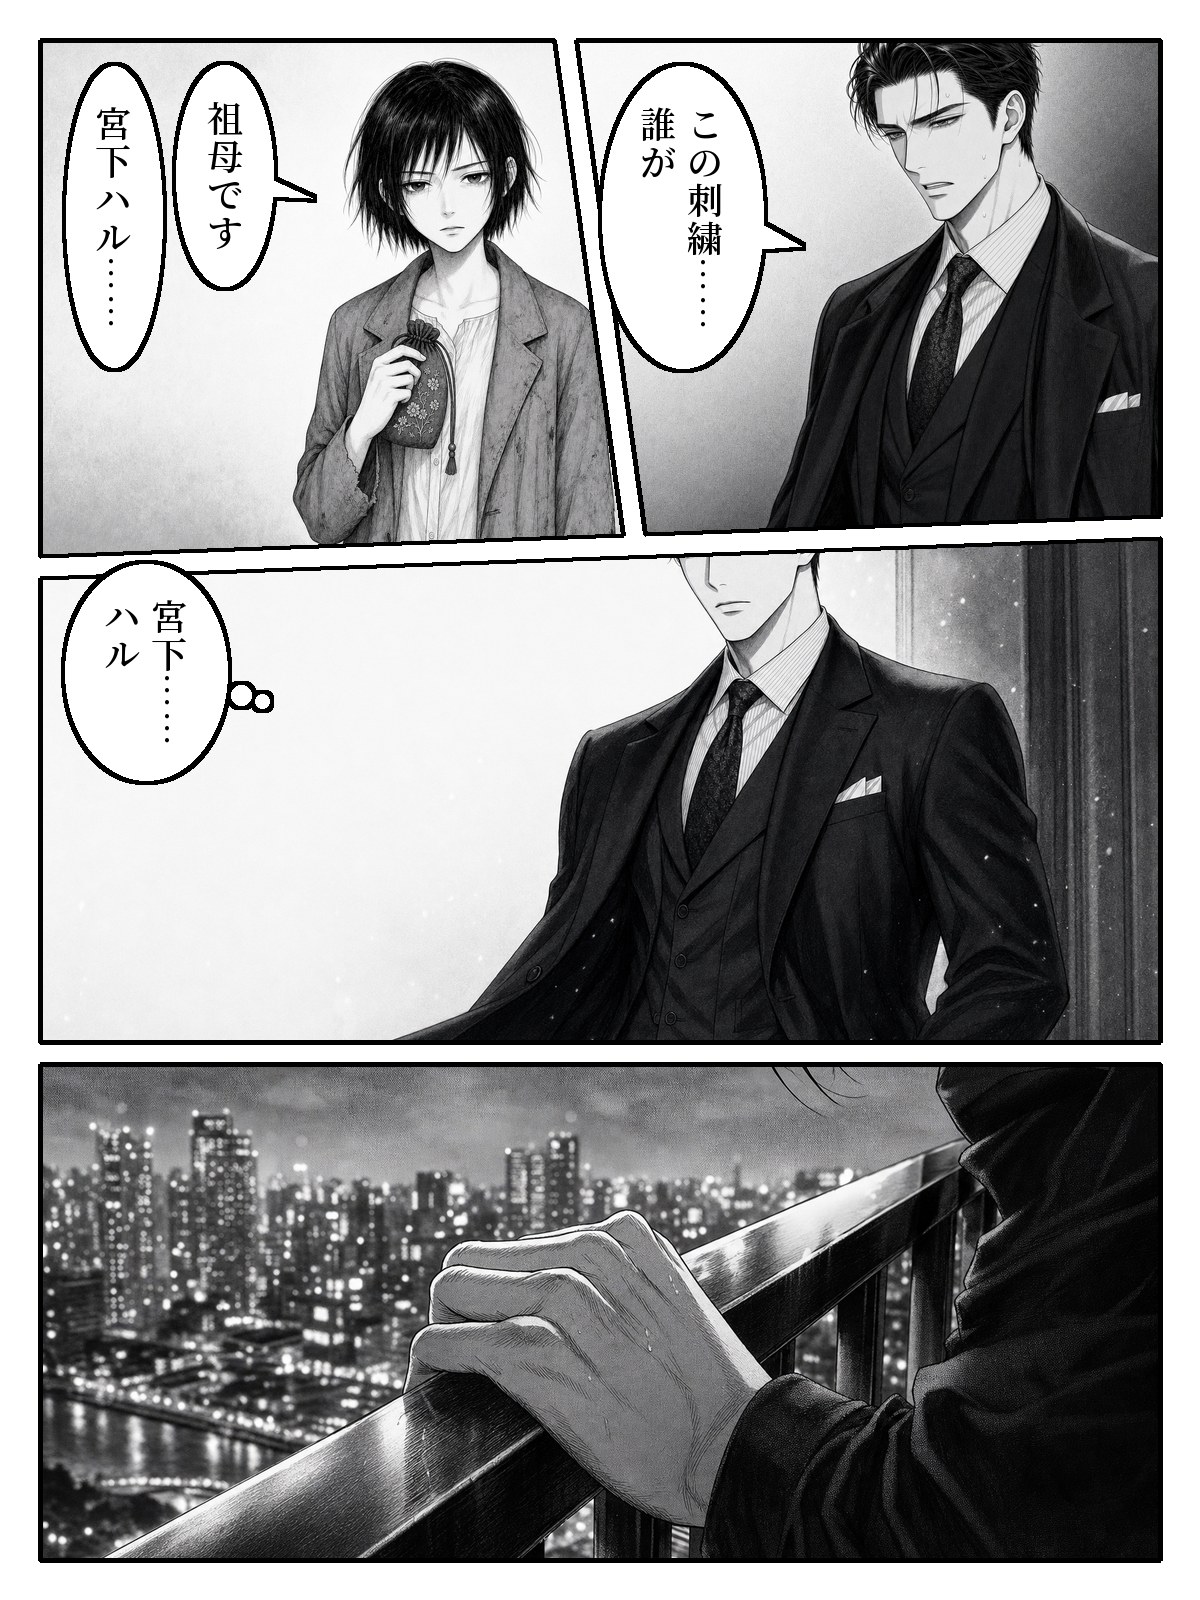 この刺繍……
誰が
祖母です
宮下ハル……
宮下……
ハル